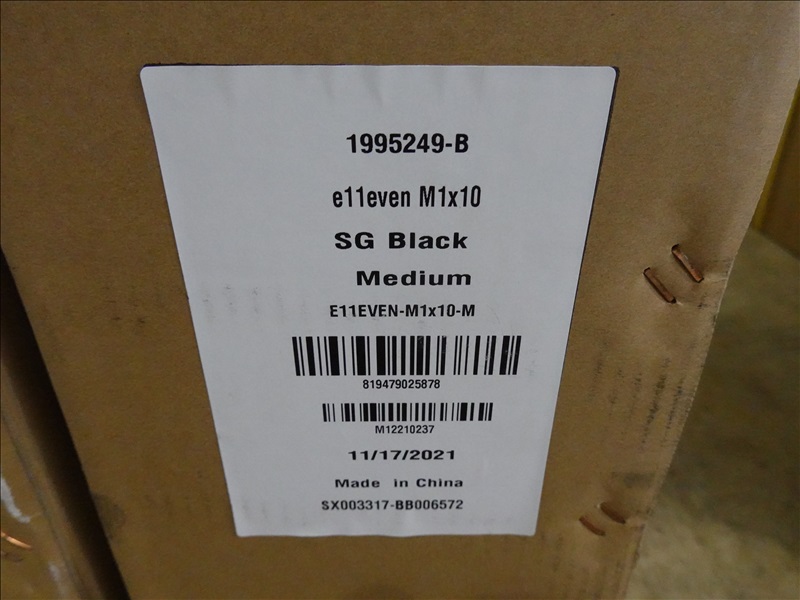 1995249-B
e11even M1x10
SG Black
Medium
E11EVEN-M1x10-M
819479025878
M12210237
11/17/2021
Made in China
SX003317-BB006572